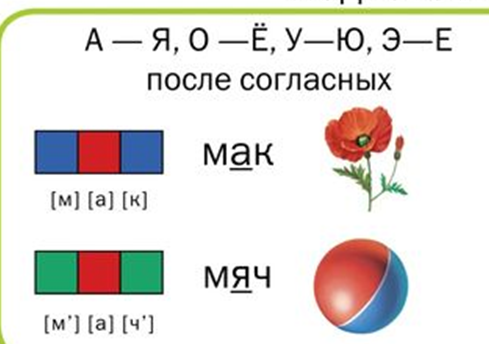 А — Я, О —Ё, У—Ю, Э—Е
после согласных
мак
[м] [а] [к]
мяч
[м’] [а] [ч’]